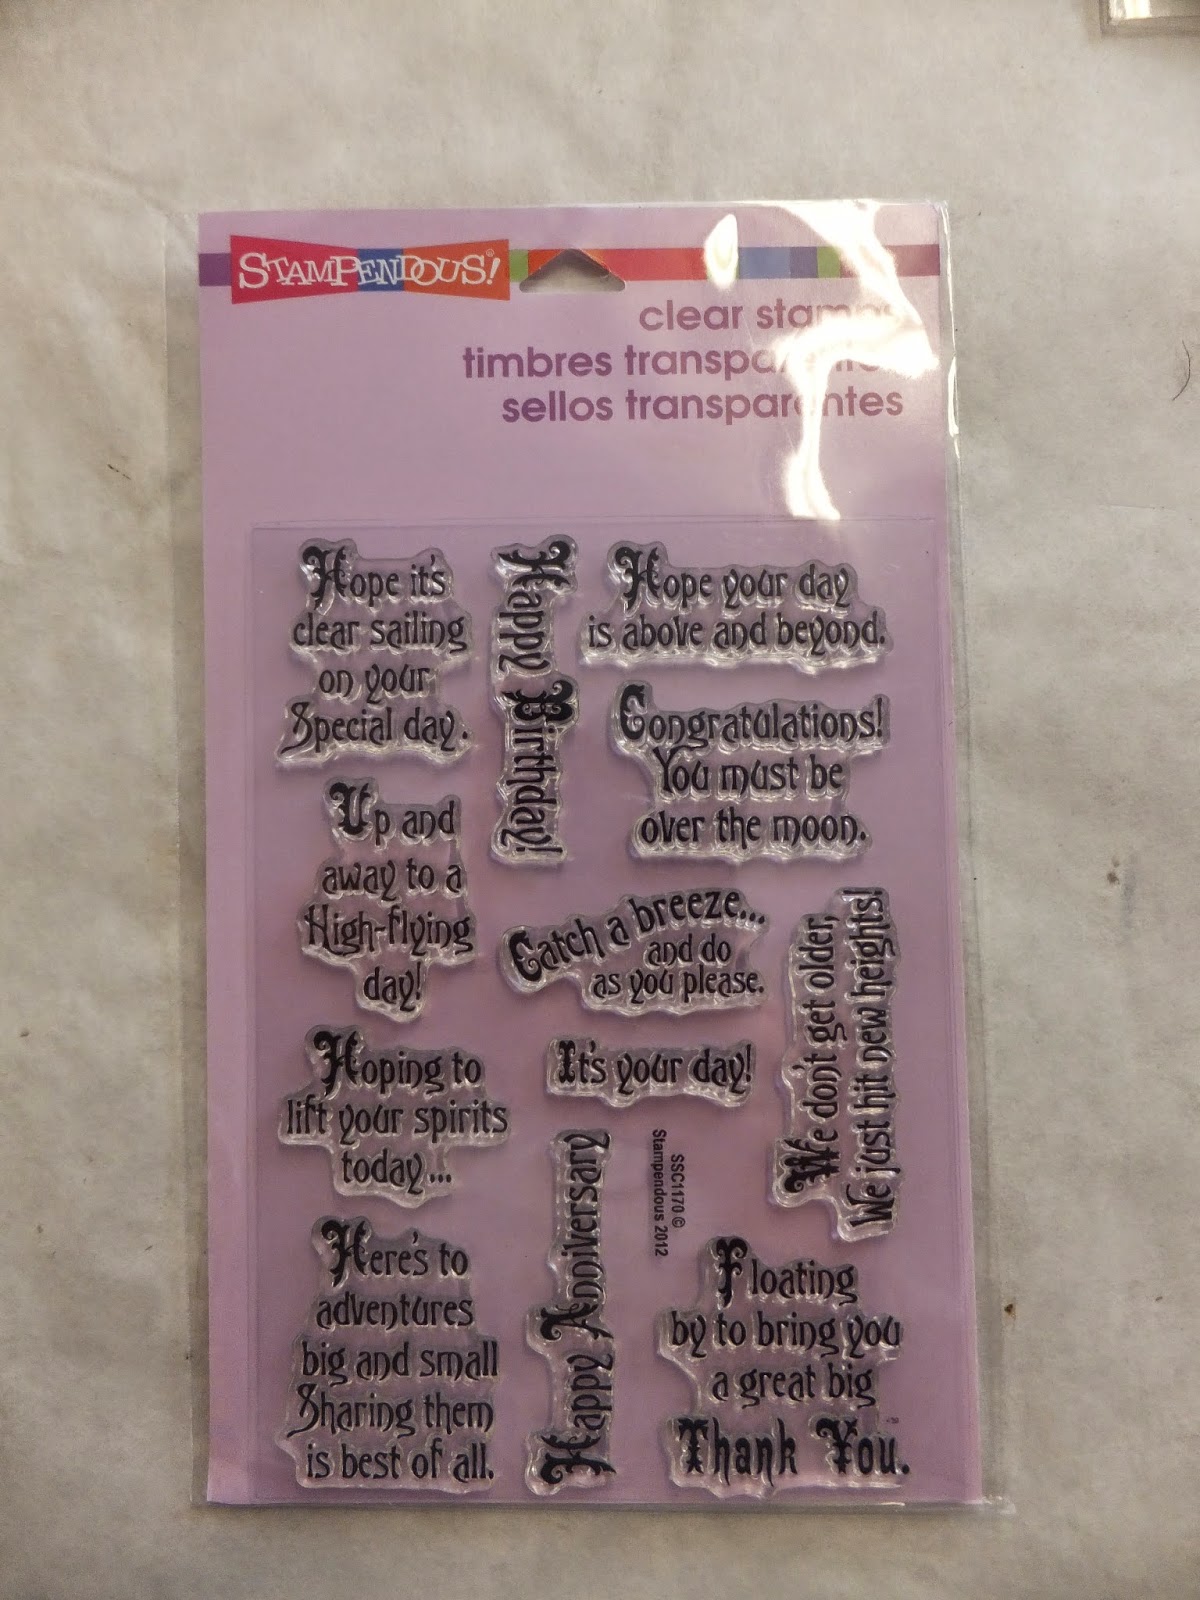 STAMPENDOUS!®
clear stamps
timbres transparentes
sellos transparentes
Hope it's
clear sailing
on your
Special day.
Happy Birthday!
Hope your day
is above and beyond.
Congratulations!
You must be
over the moon.
Up and
away to a
High-flying
day!
Catch a breeze...
and do
as you please.
We don't get older,
We just hit new heights!
Hoping to
lift your spirits
today...
It's your day!
SSC1170 ©
Stampendous 2012
Here's to
adventures
big and small
Sharing them
is best of all.
Happy Anniversary
Floating
by to bring you
a great big
Thank You.